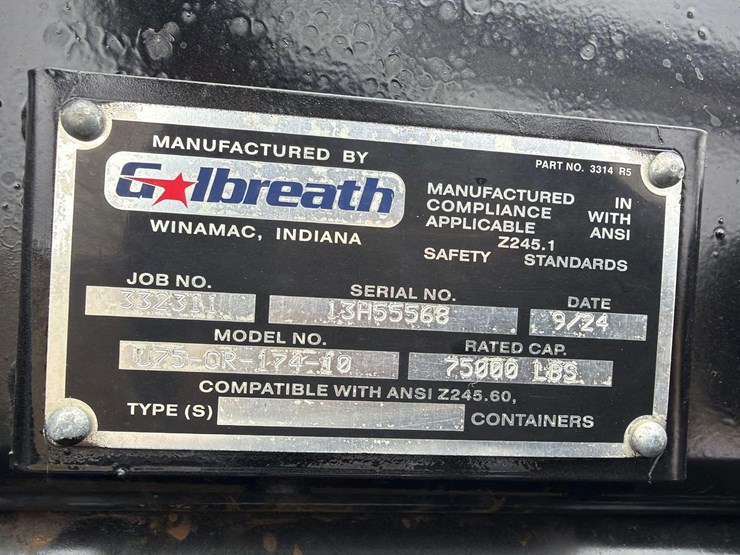 MANUFACTURED BY
Galbreath
WINAMAC, INDIANA
PART NO. 3314 R5
MANUFACTURED IN
COMPLIANCE WITH
APPLICABLE ANSI
Z245.1
SAFETY STANDARDS
JOB NO.
332311
SERIAL NO.
13H55568
DATE
9/24
MODEL NO.
U75-OR-174-10
RATED CAP.
75000 LBS
COMPATIBLE WITH ANSI Z245.60,
TYPE (S)
CONTAINERS